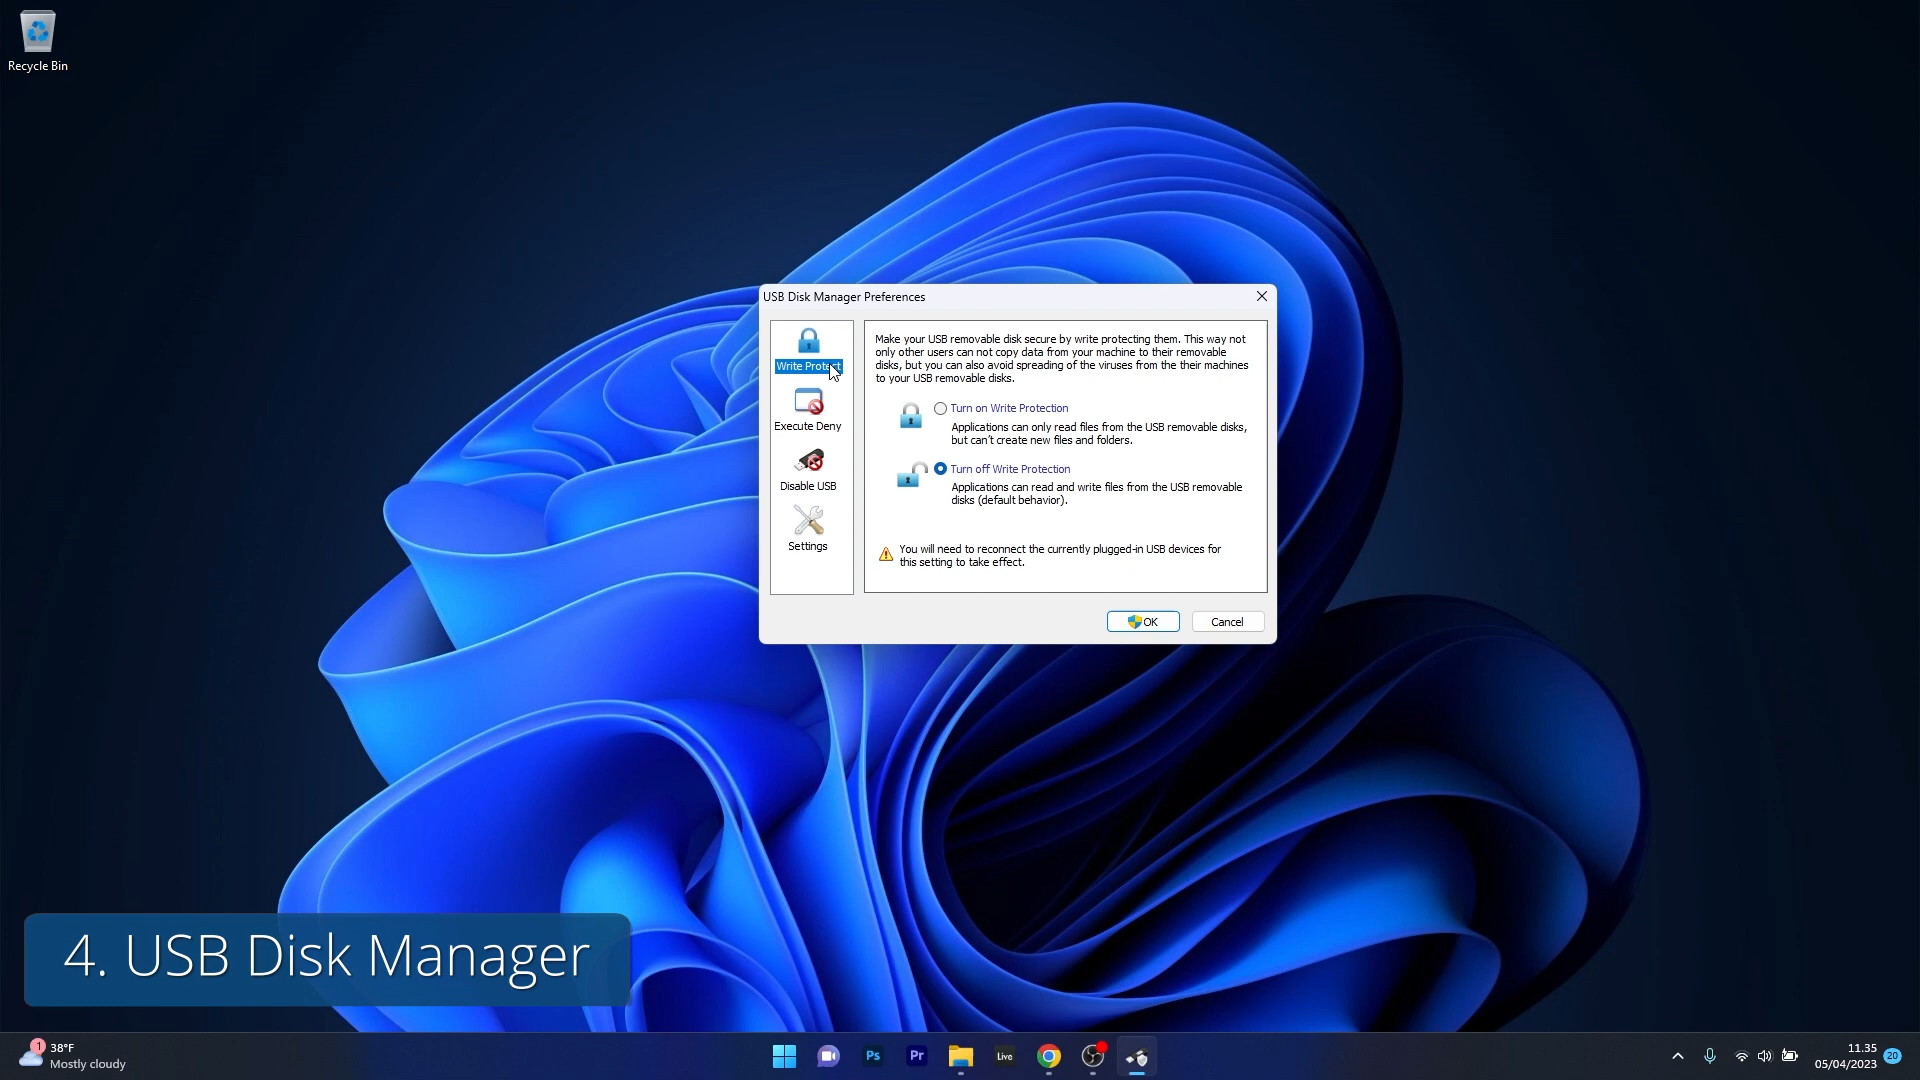 Recycle Bin
USB Disk Manager Preferences
Write Protect
Execute Deny
Disable USB
Settings
Make your USB removable disk secure by write protecting them. This way not
only other users can not copy data from your machine to their removable
disks, but you can also avoid spreading of the viruses from the their machines
to your USB removable disks.
Turn on Write Protection
Applications can only read files from the USB removable disks,
but can't create new files and folders.
Turn off Write Protection
Applications can read and write files from the USB removable
disks (default behavior).
You will need to reconnect the currently plugged-in USB devices for
this setting to take effect.
OK
Cancel
4. USB Disk Manager
1
38°F
Mostly cloudy
Ps
Pr
Live
11.35
05/04/2023
20